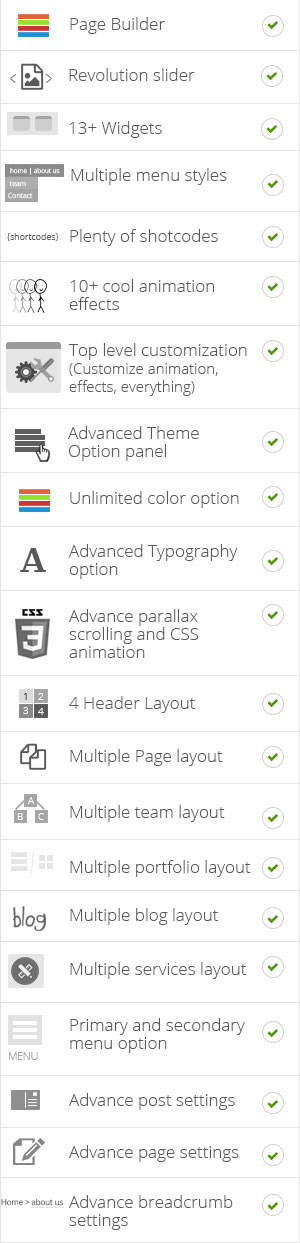 Page Builder
Revolution slider
13+ Widgets
home | about us
team
Contact
Multiple menu styles
{shortcodes}
Plenty of shotcodes
10+ cool animation
effects
Top level customization
(Customize animation,
effects, everything)
Advanced Theme
Option panel
Unlimited color option
A
Advanced Typography
option
CSS
3
Advance parallax
scrolling and CSS
animation
1 2
3 4
4 Header Layout
Multiple Page layout
A
B C
Multiple team layout
Multiple portfolio layout
blog
Multiple blog layout
Multiple services layout
MENU
Primary and secondary
menu option
Advance post settings
Advance page settings
Home > about us
Advance breadcrumb
settings